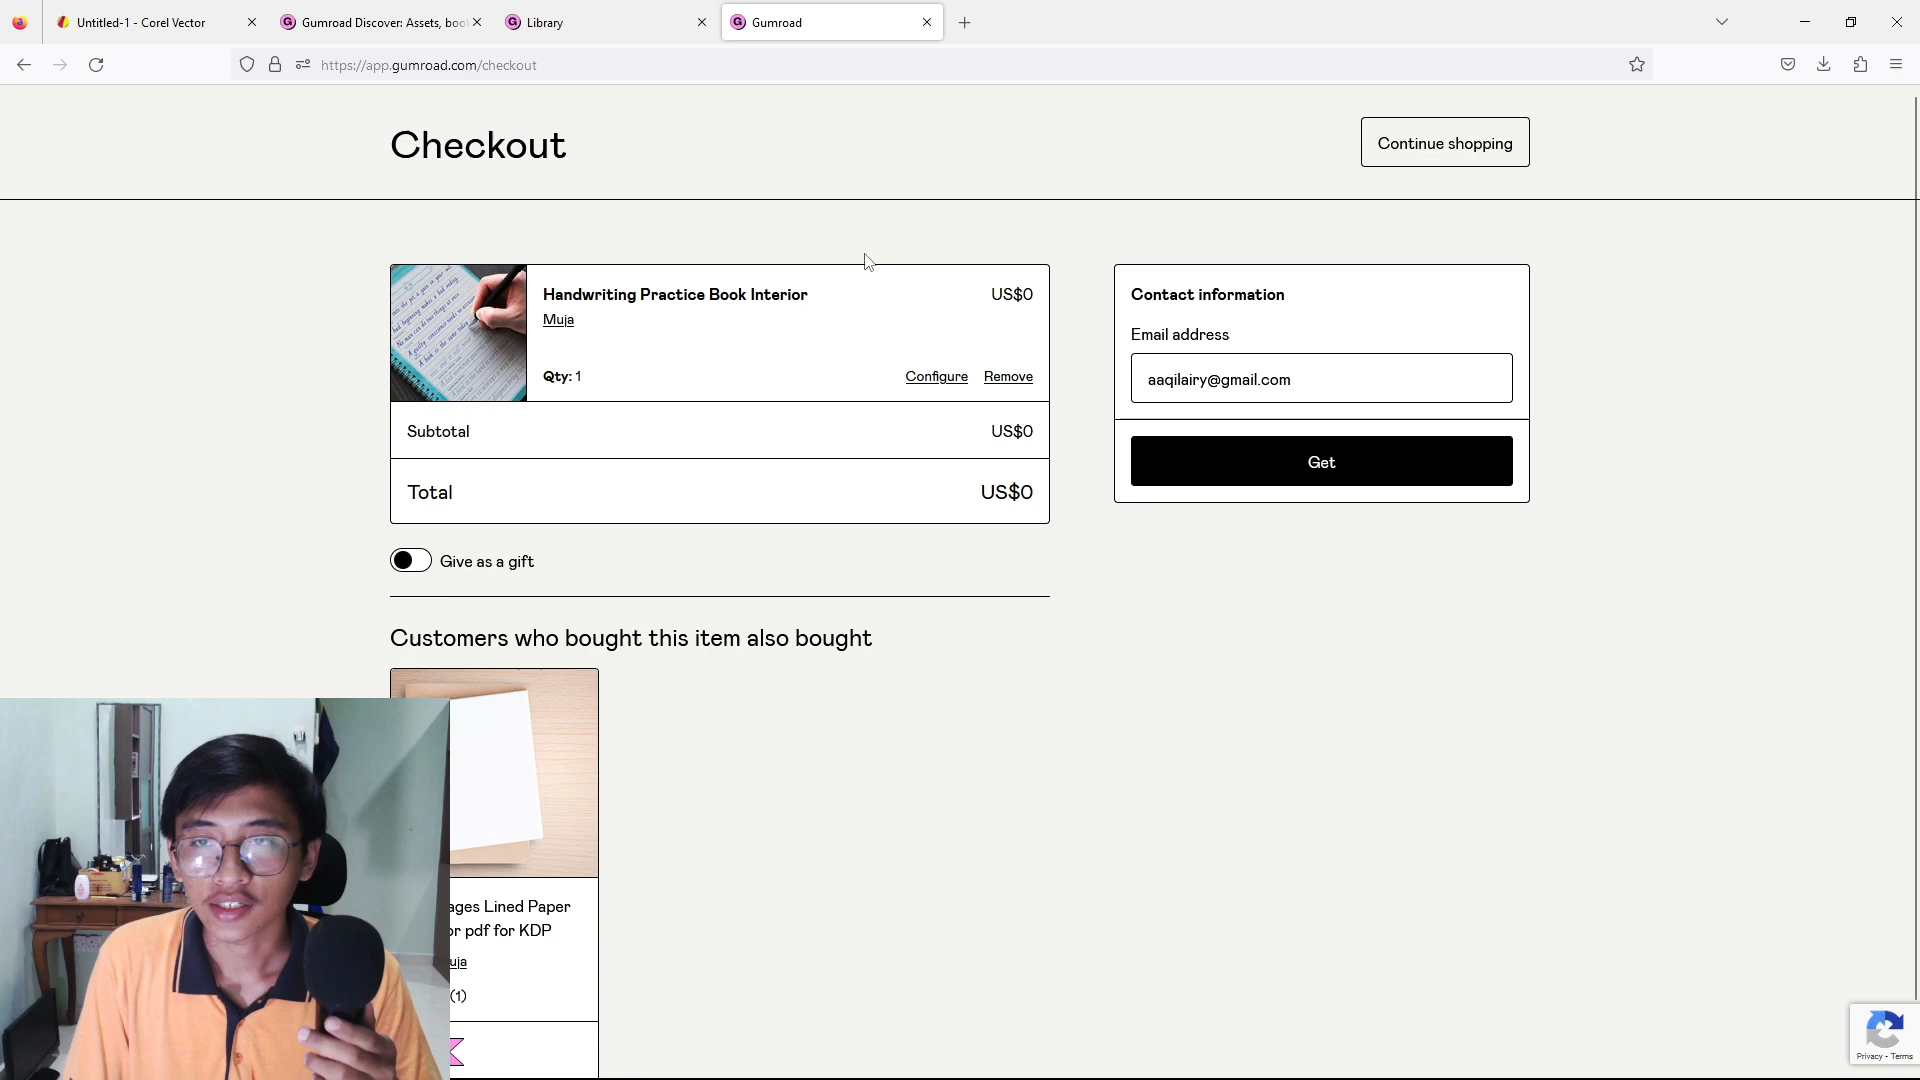 Untitled-1 - Corel Vector
Gumroad Discover: Assets, boo
Library
Gumroad
https://app.gumroad.com/checkout
Checkout
Continue shopping
Handwriting Practice Book Interior
US$0
Muja
Qty: 1
Configure
Remove
Subtotal
US$0
Total
US$0
Contact information
Email address
aaqilairy@gmail.com
Get
Give as a gift
Customers who bought this item also bought
ages Lined Paper
or pdf for KDP
uja
(1)
Privacy - Terms